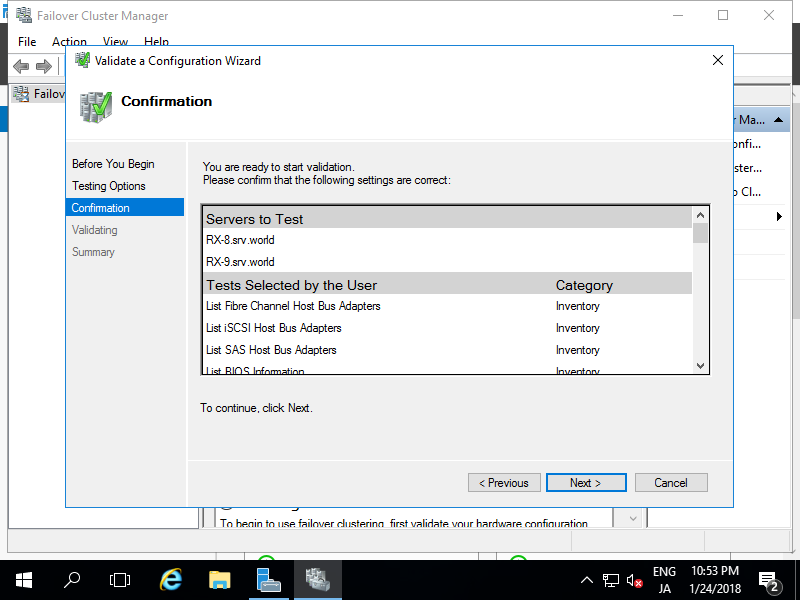 Failover Cluster Manager
File Action View Help
Validate a Configuration Wizard
Failov
Confirmation
Ma...
onfi...
ster...
o Cl...
Before You Begin
Testing Options
Confirmation
Validating
Summary
You are ready to start validation.
Please confirm that the following settings are correct:
Servers to Test
RX-8.srv.world
RX-9.srv.world
Tests Selected by the User Category
List Fibre Channel Host Bus Adapters Inventory
List iSCSI Host Bus Adapters Inventory
List SAS Host Bus Adapters Inventory
List BIOS Information Inventory
To continue, click Next.
< Previous Next > Cancel
To begin to use failover clustering, first validate your hardware configuration
ENG
JA
10:53 PM
1/24/2018
2